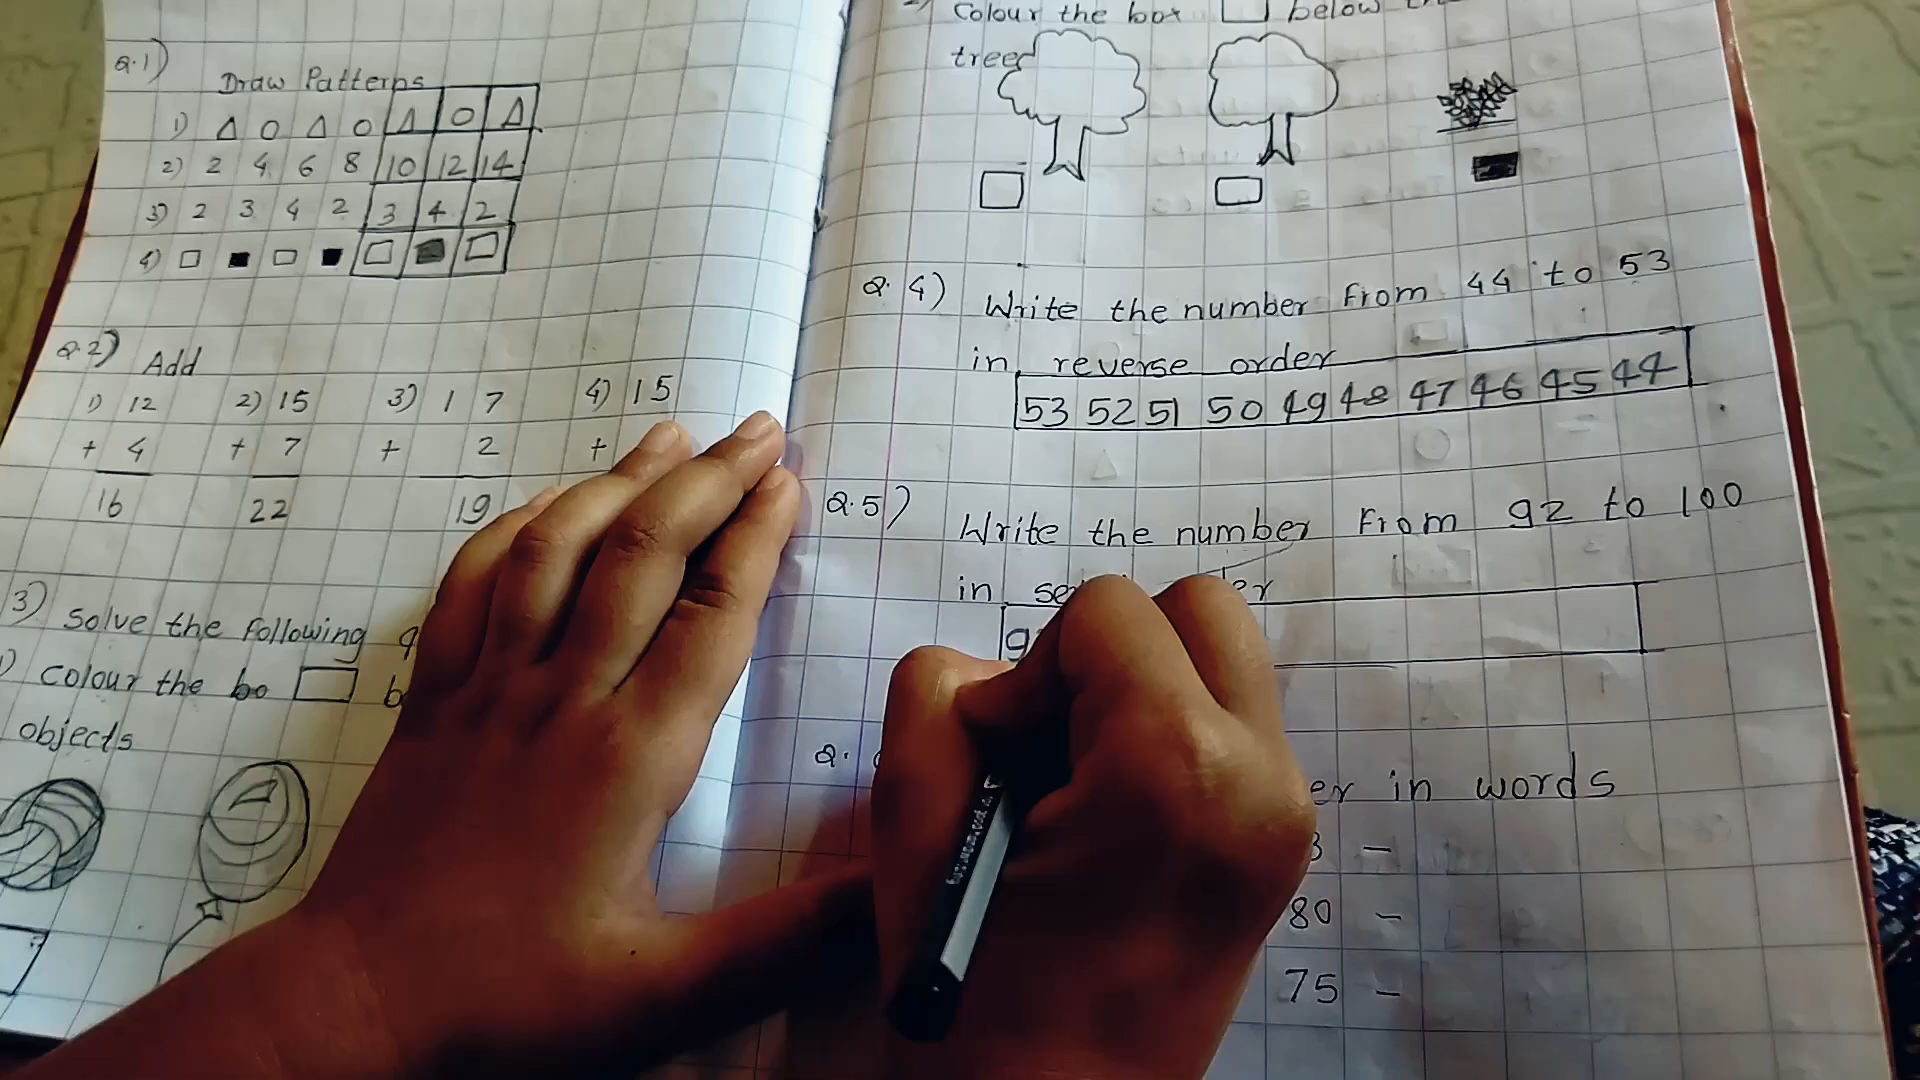 Q.1)
Draw Patterns
1) Δ O Δ O Δ O Δ
2) 2 4 6 8 10 12 14
3) 2 3 4 2 3 4 2
4) □ ■ □ ■ □ ■ □
Q.2) Add
1) 12 2) 15 3) 1 7 4) 15
+ 4 + 7 + 2 +
16 22 19
3) Solve the following
Colour the bo □
objects
Colour the box □ below
tree
Q. 4) Write the number From 44 to 53
in reverse order
53 52 51 50 49 48 47 46 45 44
Q.5) Write the number From 92 to 100
in
9
Q. in words
80 –
75 –